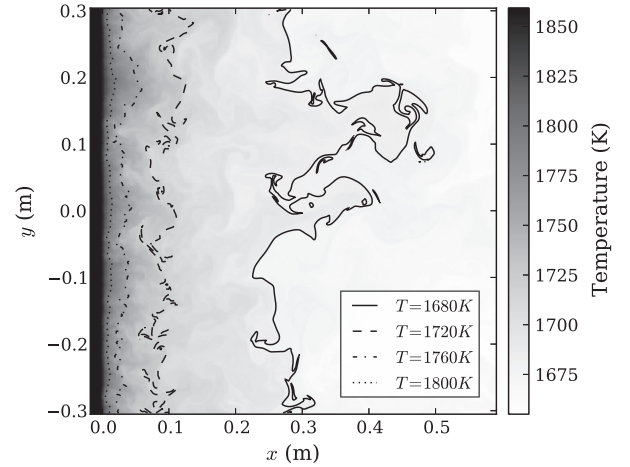 0.3
0.2
0.1
0.0
−0.1
−0.2
−0.3
y (m)
0.0 0.1 0.2 0.3 0.4 0.5
x (m)
T=1680K
T=1720K
T=1760K
T=1800K
1850
1800
1775
1750
1725
1700
1675
Temperature (K)